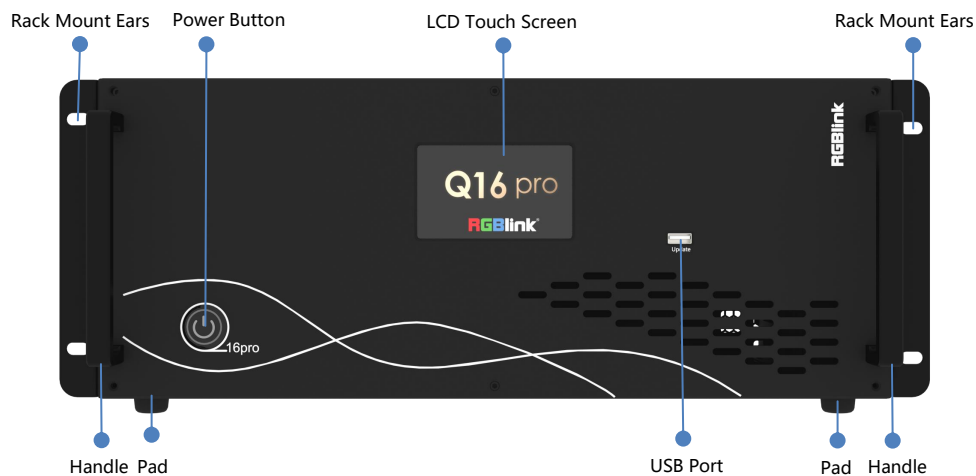 Rack Mount Ears
Power Button
LCD Touch Screen
Rack Mount Ears
RGBlink
Q16 pro
RGBlink®
Update
16pro
Handle
Pad
USB Port
Pad
Handle